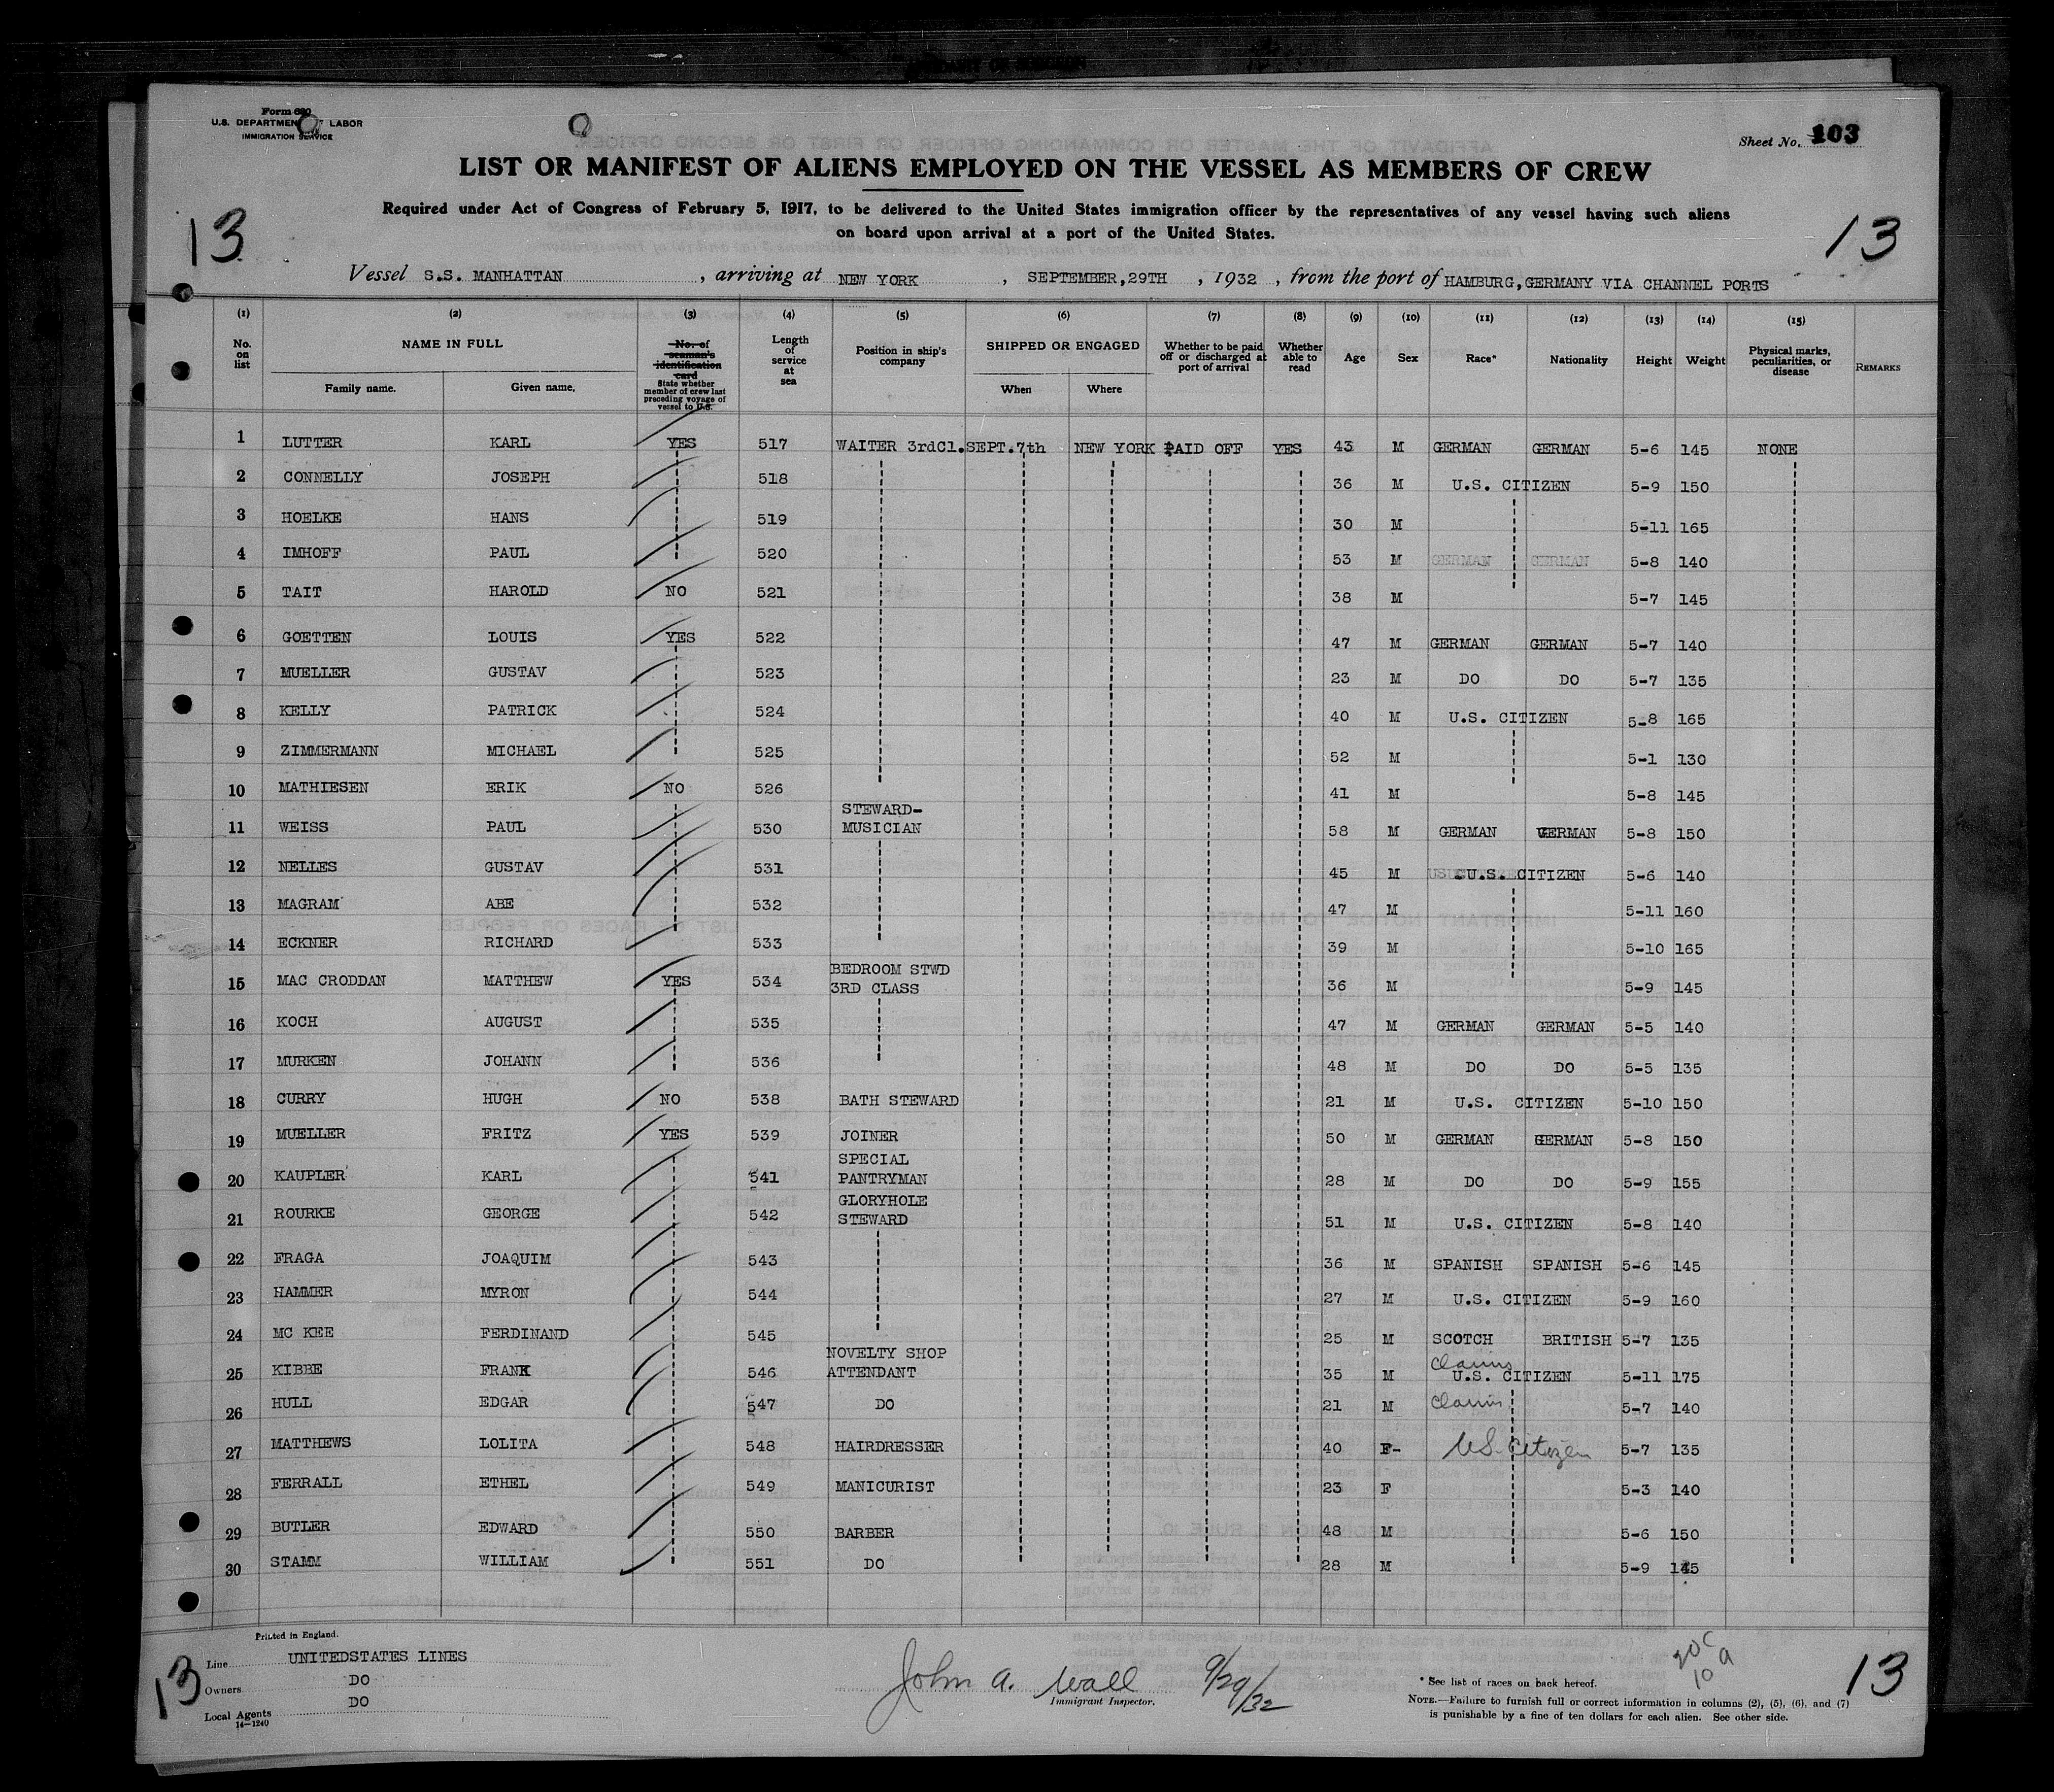 Form 680
U.S. DEPARTMENT OF LABOR
IMMIGRATION SERVICE
Sheet No. 103
LIST OR MANIFEST OF ALIENS EMPLOYED ON THE VESSEL AS MEMBERS OF CREW
Required under Act of Congress of February 5, 1917, to be delivered to the United States immigration officer by the representatives of any vessel having such aliens
on board upon arrival at a port of the United States.
13 13
Vessel S.S. MANHATTAN, arriving at NEW YORK, SEPTEMBER,29TH, 1932, from the port of HAMBURG,GERMANY VIA CHANNEL PORTS
(1) (2) (3) (4) (5) (6) (7) (8) (9) (10) (11) (12) (13) (14) (15)
No. on list NAME IN FULL Family name. Given name. No. of seaman's identification card State whether member of crew last preceding voyage of vessel to U.S. Length of service at sea Position in ship's company SHIPPED OR ENGAGED When Where Whether to be paid off or discharged at port of arrival Whether able to read Age Sex Race* Nationality Height Weight Physical marks, peculiarities, or disease REMARKS
1 LUTTER KARL YES 517 WAITER 3rdCl. SEPT.7th NEW YORK PAID OFF YES 43 M GERMAN GERMAN 5-6 145 NONE
2 CONNELLY JOSEPH 518 36 M U.S. CITIZEN 5-9 150
3 HOELKE HANS 519 30 M 5-11 165
4 IMHOFF PAUL 520 53 M GERMAN GERMAN 5-8 140
5 TAIT HAROLD NO 521 38 M 5-7 145
6 GOETTEN LOUIS YES 522 47 M GERMAN GERMAN 5-7 140
7 MUELLER GUSTAV 523 23 M DO DO 5-7 135
8 KELLY PATRICK 524 40 M U.S. CITIZEN 5-8 165
9 ZIMMERMANN MICHAEL 525 52 M 5-1 130
10 MATHIESEN ERIK NO 526 41 M 5-8 145
11 WEISS PAUL 530 STEWARD-MUSICIAN 58 M GERMAN GERMAN 5-8 150
12 NELLES GUSTAV 531 45 M U.S. CITIZEN 5-6 140
13 MAGRAM ABE 532 47 M 5-11 160
14 ECKNER RICHARD 533 39 M 5-10 165
15 MAC CRODDAN MATTHEW YES 534 BEDROOM STWD 3RD CLASS 36 M 5-9 145
16 KOCH AUGUST 535 47 M GERMAN GERMAN 5-5 140
17 MURKEN JOHANN 536 48 M DO DO 5-5 135
18 CURRY HUGH NO 538 BATH STEWARD 21 M U.S. CITIZEN 5-10 150
19 MUELLER FRITZ YES 539 JOINER 50 M GERMAN GERMAN 5-8 150
20 KAUPLER KARL 541 SPECIAL PANTRYMAN 28 M DO DO 5-9 155
21 ROURKE GEORGE 542 GLORYHOLE STEWARD 51 M U.S. CITIZEN 5-8 140
22 FRAGA JOAQUIM 543 36 M SPANISH SPANISH 5-6 145
23 HAMMER MYRON 544 27 M U.S. CITIZEN 5-9 160
24 MC KEE FERDINAND 545 25 M SCOTCH BRITISH 5-7 135
25 KIBBE FRANK 546 NOVELTY SHOP ATTENDANT 35 M Claims U.S. CITIZEN 5-11 175
26 HULL EDGAR 547 DO 21 M Claims 5-7 140
27 MATTHEWS LOLITA 548 HAIRDRESSER 40 F- U.S. Citizen 5-7 135
28 FERRALL ETHEL 549 MANICURIST 23 F 5-3 140
29 BUTLER EDWARD 550 BARBER 48 M 5-6 150
30 STAMM WILLIAM 551 DO 28 M 5-9 145
Printed in England.
Line UNITEDSTATES LINES
Owners DO
Local Agents DO
14-1240
13
John A. Wall 9/29/32
Immigrant Inspector.
20 C
10 a
13
* See list of races on back hereof.
NOTE.—Failure to furnish full or correct information in columns (2), (5), (6), and (7)
is punishable by a fine of ten dollars for each alien. See other side.